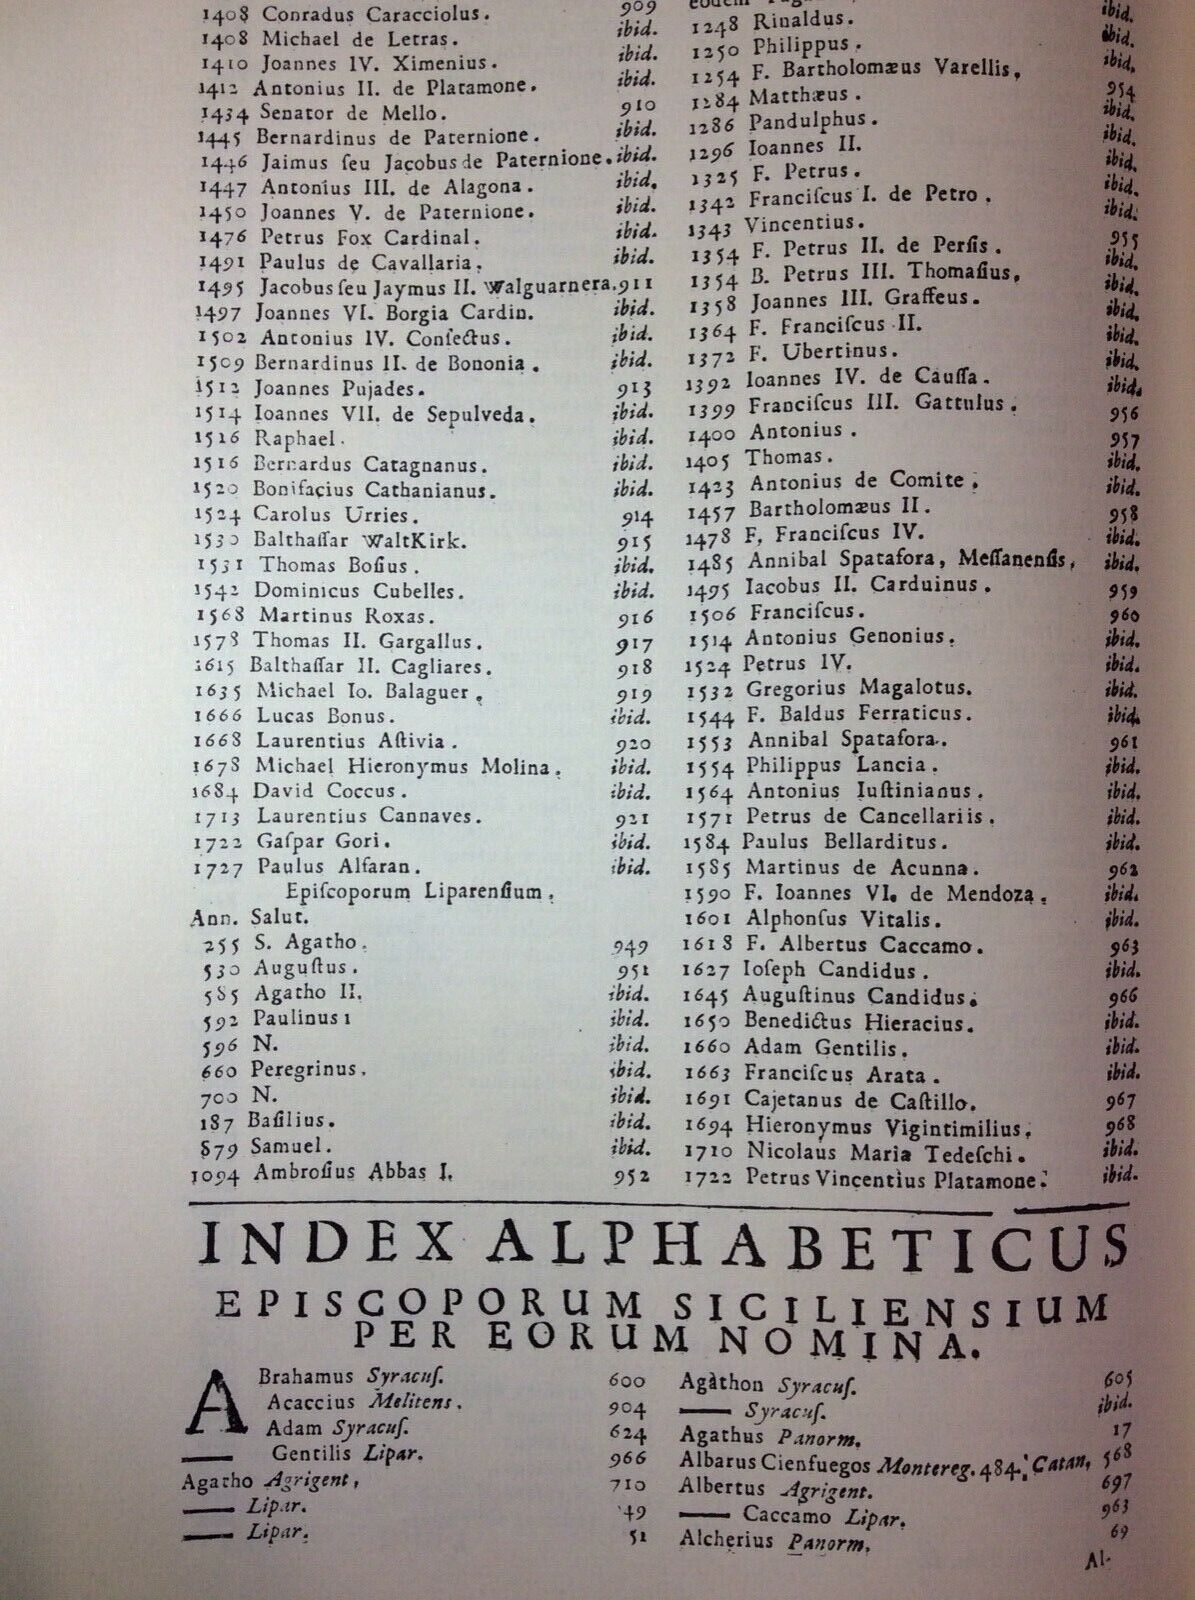 1408 Conradus Caracciolus. 909
1408 Michael de Letras. ibid.
1410 Joannes IV. Ximenius. ibid.
1412 Antonius II. de Platamone. ibid.
1434 Senator de Mello. 910
1445 Bernardinus de Paternione. ibid.
1446 Jaimus ſeu Jacobus de Paternione. ibid.
1447 Antonius III. de Alagona. ibid.
1450 Joannes V. de Paternione. ibid.
1476 Petrus Fox Cardinal. ibid.
1491 Paulus de Cavallaria. ibid.
1495 Jacobus ſeu Jaymus II. Walguarnera. 911
1497 Joannes VI. Borgia Cardin. ibid.
1502 Antonius IV. Conſectus. ibid.
1509 Bernardinus II. de Bononia. ibid.
1512 Joannes Pujades. 913
1514 Ioannes VII. de Sepulveda. ibid.
1516 Raphael. ibid.
1516 Bernardus Catagnanus. ibid.
1520 Bonifacius Cathanianus. ibid.
1524 Carolus Urries. 914
1530 Balthaſſar WaltKirk. 915
1531 Thomas Boſius. ibid.
1542 Dominicus Cubelles. ibid.
1568 Martinus Roxas. 916
1578 Thomas II. Gargallus. 917
1615 Balthaſſar II. Cagliares. 918
1635 Michael Io. Balaguer. 919
1666 Lucas Bonus. ibid.
1668 Laurentius Aſtivia. 920
1678 Michael Hieronymus Molina. ibid.
1684 David Coccus. ibid.
1713 Laurentius Cannaves. 921
1722 Gaſpar Gori. ibid.
1727 Paulus Alfaran. ibid.
Epiſcoporum Liparenſium.
Ann. Salut.
255 S. Agatho. 949
530 Auguſtus. 951
585 Agatho II. ibid.
592 Paulinus I ibid.
596 N. ibid.
660 Peregrinus. ibid.
700 N. ibid.
187 Baſilius. ibid.
879 Samuel. ibid.
1094 Ambroſius Abbas I. 952
ibid.
1248 Rinaldus. ibid.
1250 Philippus. ibid.
1254 F. Bartholomæus Varellis, 954
1284 Matthæus. ibid.
1286 Pandulphus. ibid.
1296 Ioannes II. ibid.
1325 F. Petrus. ibid.
1342 Franciſcus I. de Petro. ibid.
1343 Vincentius. 955
1354 F. Petrus II. de Perſis. ibid.
1354 B. Petrus III. Thomaſius. ibid.
1358 Joannes III. Graffeus. ibid.
1364 F. Franciſcus II. ibid.
1372 F. Ubertinus. ibid.
1392 Ioannes IV. de Cauſſa. ibid.
1399 Franciſcus III. Gattulus. 956
1400 Antonius. 957
1405 Thomas. ibid.
1423 Antonius de Comite. ibid.
1457 Bartholomæus II. 958
1478 F. Franciſcus IV. ibid.
1485 Annibal Spatafora, Meſſanenſis, ibid.
1495 Iacobus II. Carduinus. 959
1506 Franciſcus. 960
1514 Antonius Genonius. ibid.
1524 Petrus IV. ibid.
1532 Gregorius Magalotus. ibid.
1544 F. Baldus Ferraticus. ibid.
1553 Annibal Spatafora. 961
1554 Philippus Lancia. ibid.
1564 Antonius Iuſtinianus. ibid.
1571 Petrus de Cancellariis. ibid.
1584 Paulus Bellarditus. ibid.
1585 Martinus de Acunna. 962
1590 F. Ioannes VI. de Mendoza. ibid.
1601 Alphonſus Vitalis. ibid.
1618 F. Albertus Caccamo. 963
1627 Ioſeph Candidus. ibid.
1645 Auguſtinus Candidus. 966
1650 Benedictus Hieracius. ibid.
1660 Adam Gentilis. ibid.
1663 Franciſcus Arata. ibid.
1691 Cajetanus de Caſtillo. 967
1694 Hieronymus Vigintimilius. 968
1710 Nicolaus Maria Tedeſchi. ibid.
1722 Petrus Vincentius Platamone. ibid.
INDEX ALPHABETICUS
EPISCOPORUM SICILIENSIUM
PER EORUM NOMINA.
ABrahamus Syracuſ. 600
Acaccius Melitens. 904
Adam Syracuſ. 624
—— Gentilis Lipar. 966
Agatho Agrigent. 710
—— Lipar. 49
—— Lipar. 51
Agathon Syracuſ. 605
—— Syracuſ. ibid.
Agathus Panorm. 17
Albarus Cienfuegos Montereg. 484. Catan. 568
Albertus Agrigent. 697
—— Caccamo Lipar. 963
Alcherius Panorm. 69
Al-